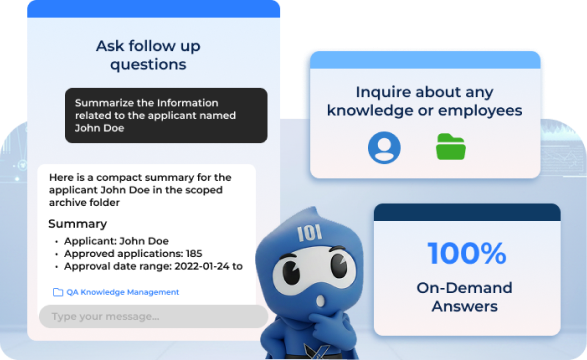 Ask follow up
questions
Summarize the Information
related to the applicant named
John Doe
Here is a compact summary for the
applicant John Doe in the scoped
archive folder
Summary
• Applicant: John Doe
• Approved applications: 185
• Approval date range: 2022-01-24 to
QA Knowledge Management
Type your message...
Inquire about any
knowledge or employees
101
100%
On-Demand
Answers